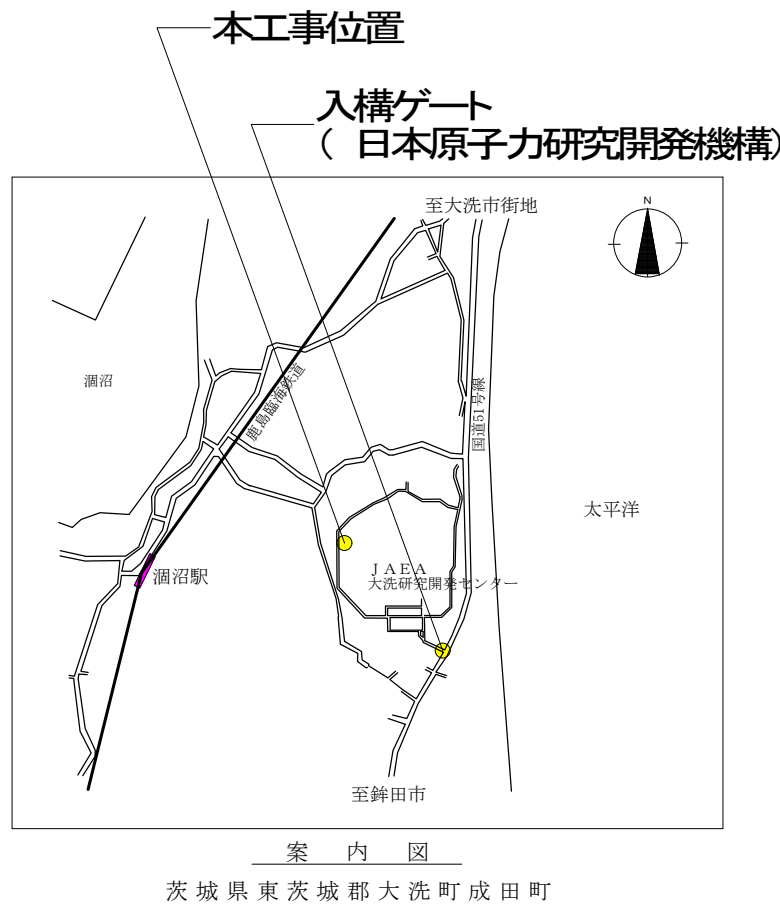 本工事位置
入構ゲート
( 日本原子力研究開発機構)
至大洗市街地
N
涸沼
鹿島臨海鉄道
国道51号線
太平洋
JAEA
大洗研究開発センター
涸沼駅
至鉾田市
案内図
茨城県東茨城郡大洗町成田町